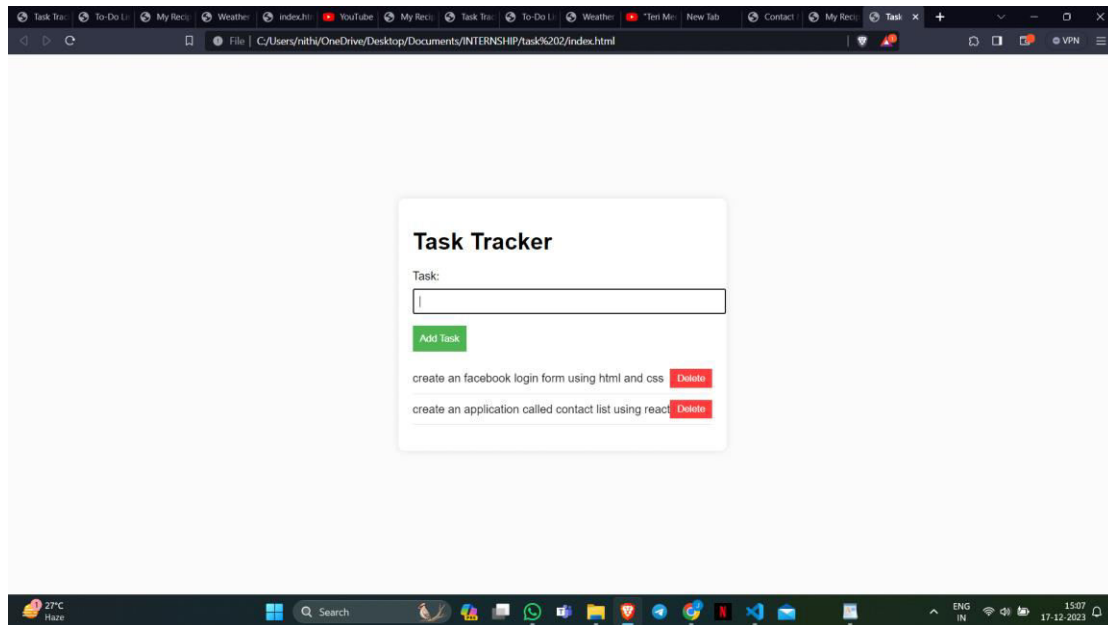 Task Trac To-Do Li My Recip Weather index.ht YouTube My Recip Task Trac To-Do Li Weather "Teri Me New Tab Contact My Recip Task
File C:/Users/nithi/OneDrive/Desktop/Documents/INTERNSHIP/task%202/index.html VPN
Task Tracker
Task:
Add Task
create an facebook login form using html and css Delete
create an application called contact list using react Delete
27°C
Haze
Search
ENG
IN
15:07
17-12-2023